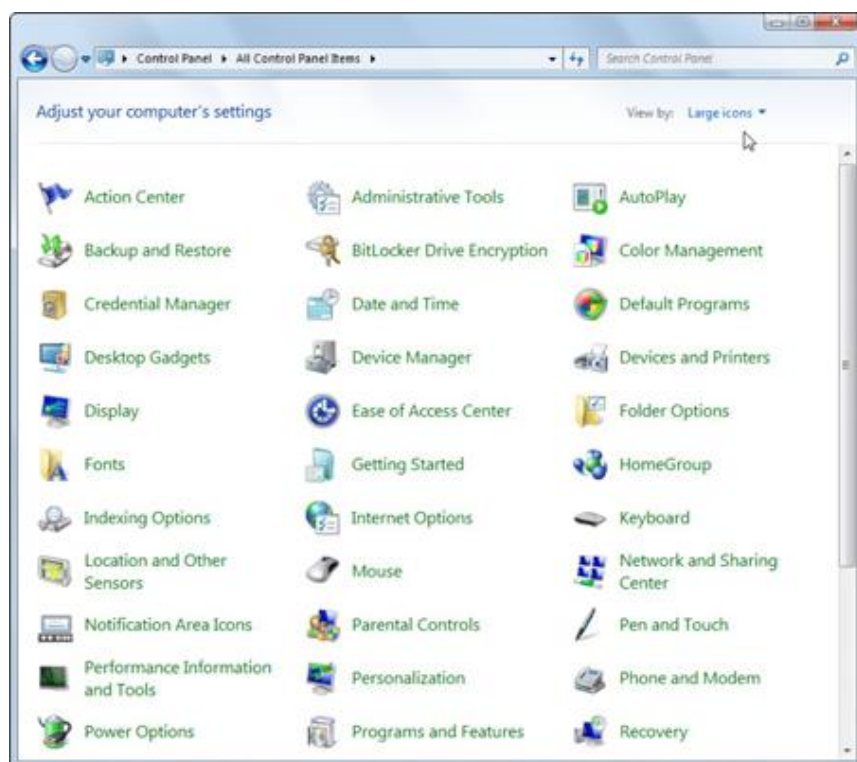 Control Panel All Control Panel Items
Search Control Panel
Adjust your computer's settings
View by: Large icons
Action Center
Administrative Tools
AutoPlay
Backup and Restore
BitLocker Drive Encryption
Color Management
Credential Manager
Date and Time
Default Programs
Desktop Gadgets
Device Manager
Devices and Printers
Display
Ease of Access Center
Folder Options
Fonts
Getting Started
HomeGroup
Indexing Options
Internet Options
Keyboard
Location and Other
Sensors
Mouse
Network and Sharing
Center
Notification Area Icons
Parental Controls
Pen and Touch
Performance Information
and Tools
Personalization
Phone and Modem
Power Options
Programs and Features
Recovery